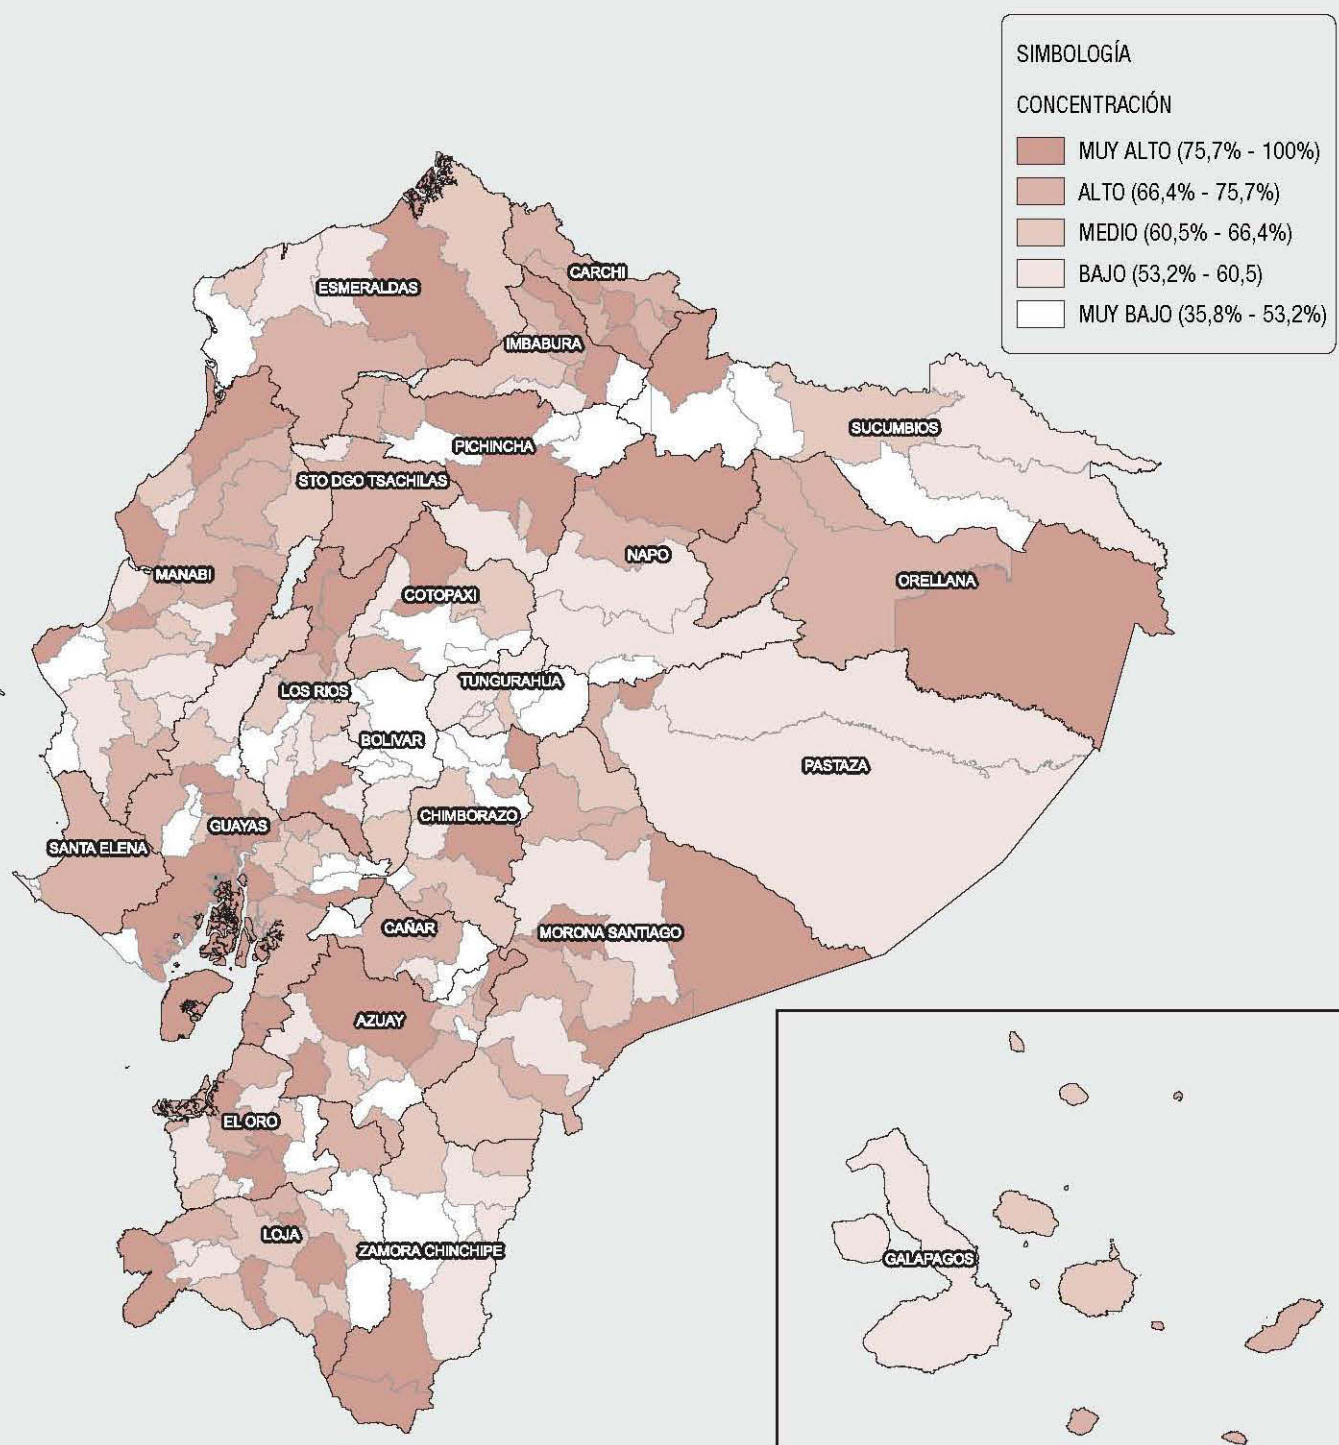 SIMBOLOGÍA
CONCENTRACIÓN
MUY ALTO (75,7% - 100%)
ALTO (66,4% - 75,7%)
MEDIO (60,5% - 66,4%)
BAJO (53,2% - 60,5)
MUY BAJO (35,8% - 53,2%)
CARCHI
ESMERALDAS
IMBABURA
SUCUMBIOS
PICHINCHA
STO DGO TSACHILAS
NAPO
MANABI
ORELLANA
COTOPAXI
TUNGURAHUA
LOS RIOS
BOLIVAR
PASTAZA
CHIMBORAZO
GUAYAS
SANTA ELENA
CAÑAR
MORONA SANTIAGO
AZUAY
EL ORO
LOJA
ZAMORA CHINCHIPE
GALAPAGOS